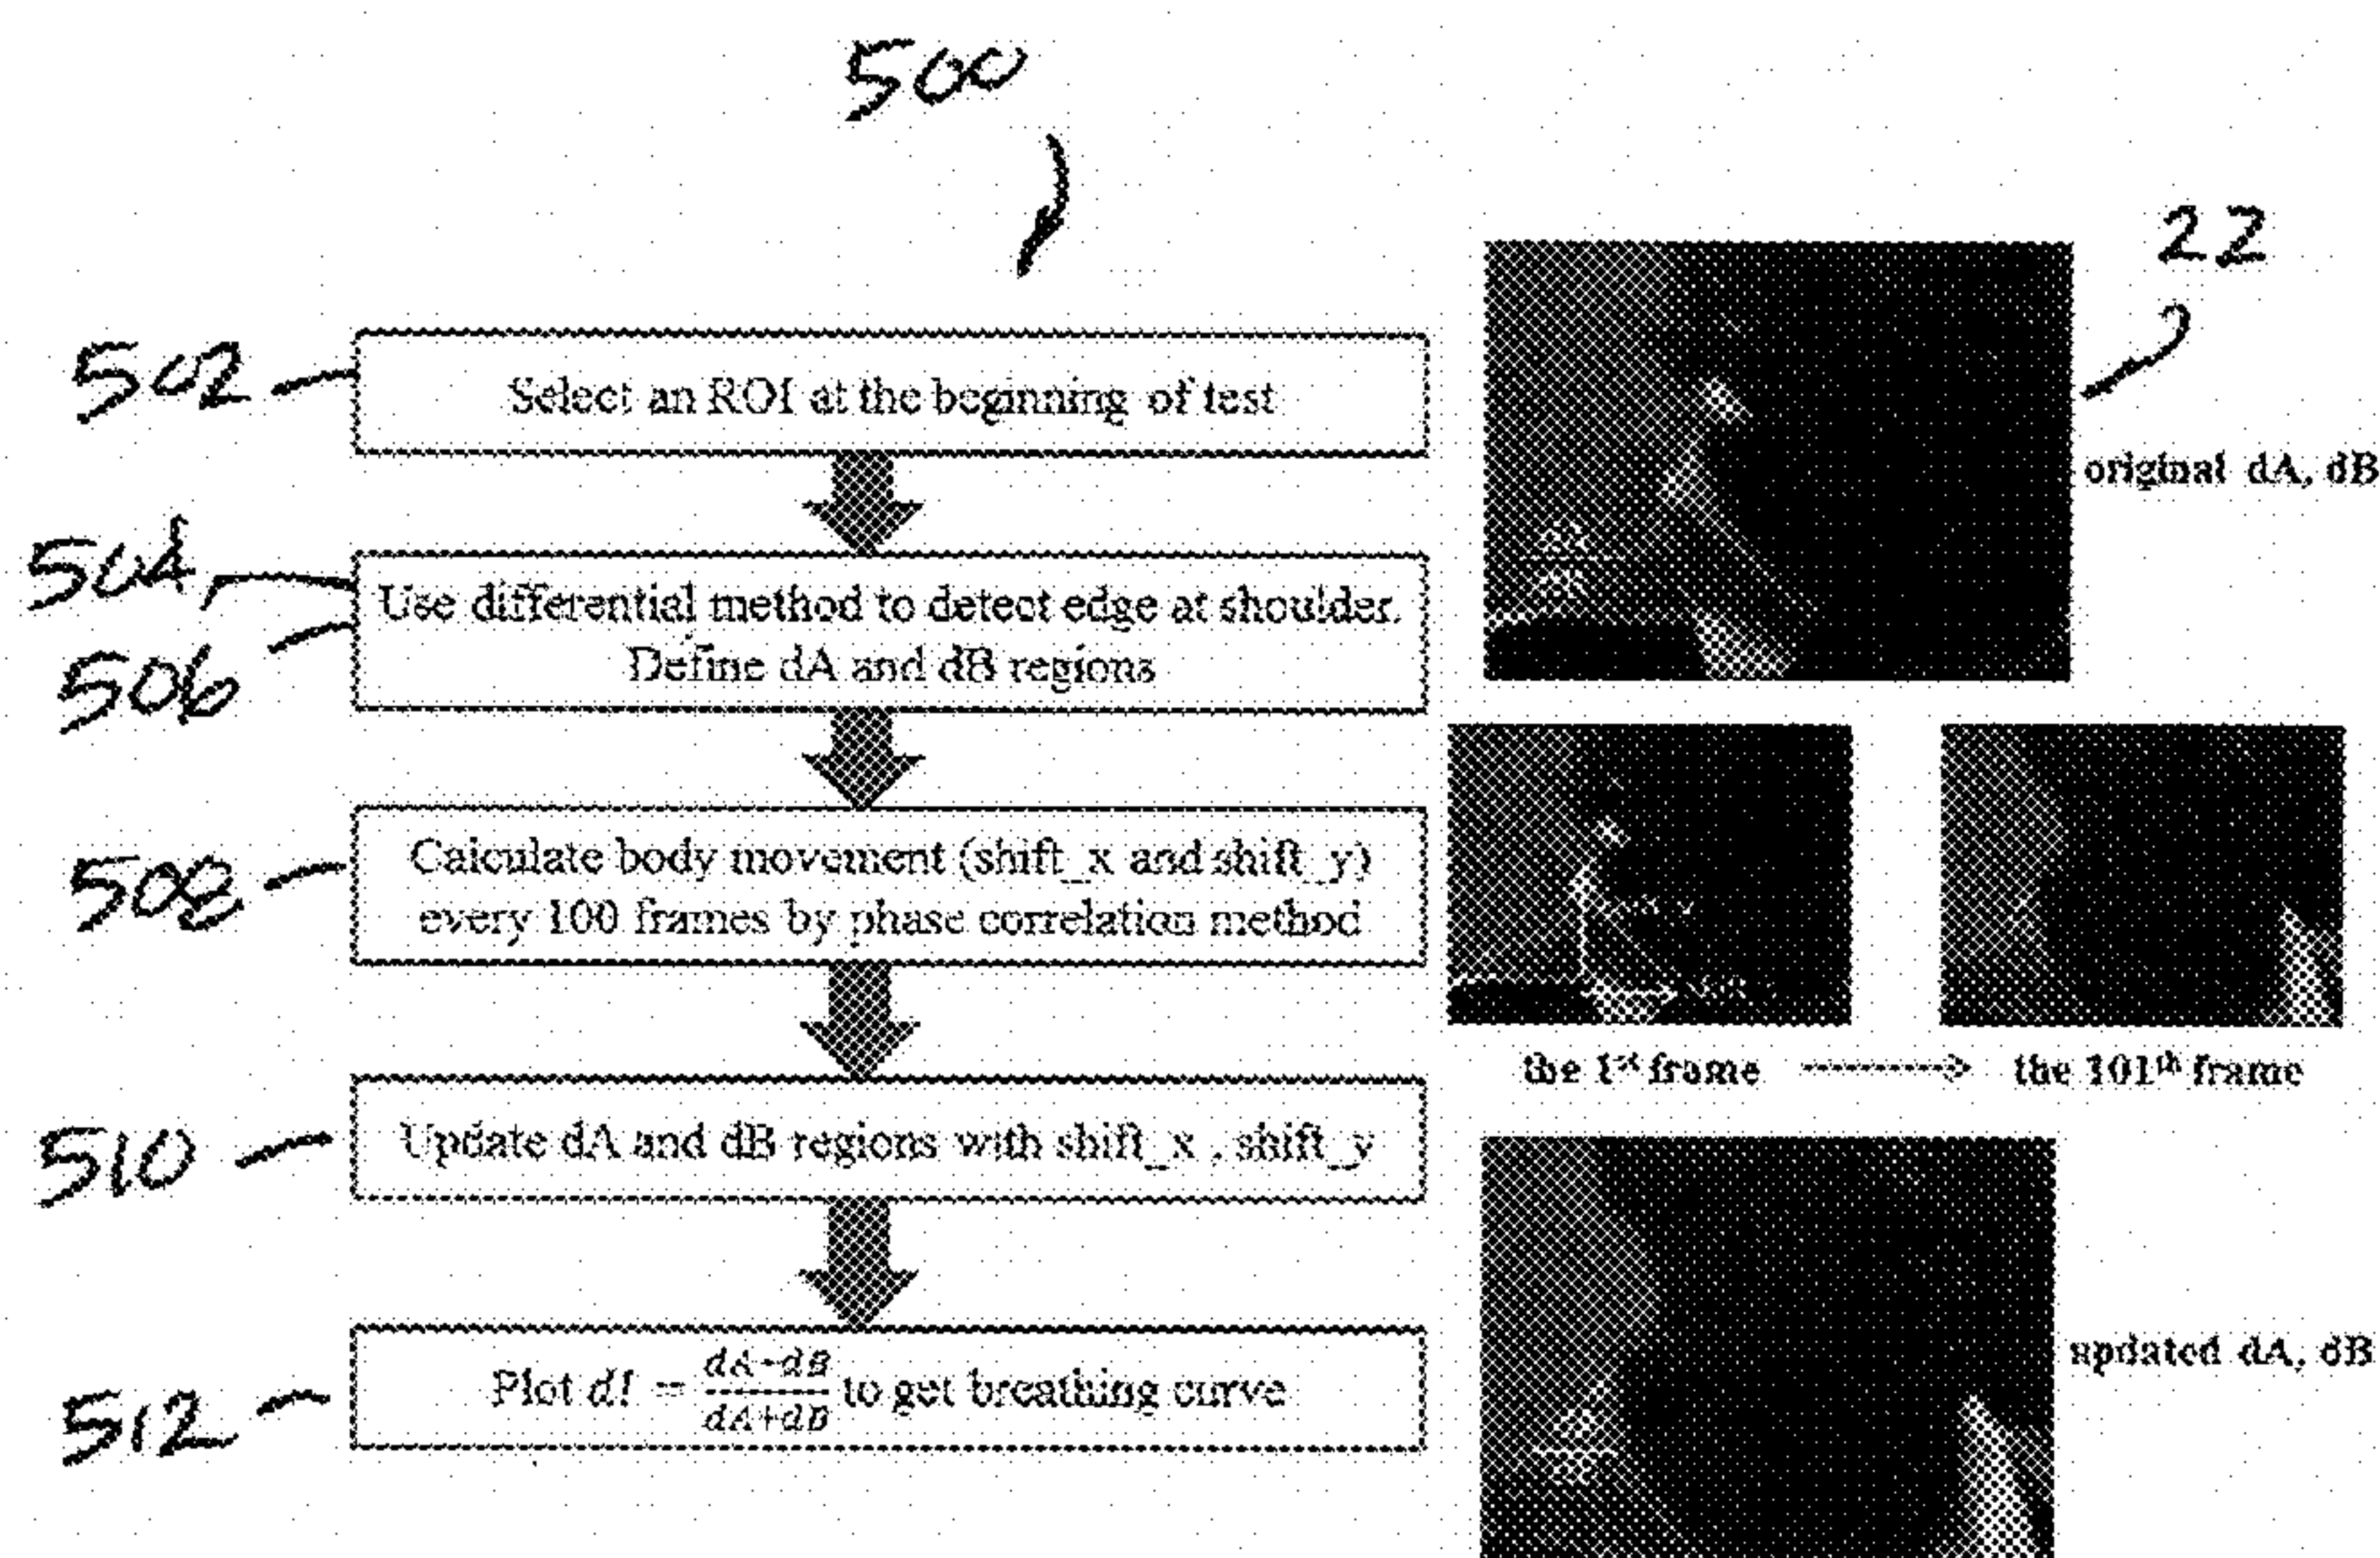 500
22
502
Select an ROI at the beginning of test
original dA, dB
504
506
Use differential method to detect edge at shoulder.
Define dA and dB regions
508
Calculate body movement (shift_x and shift_y)
every 100 frames by phase correlation method
the 1st frame
the 101th frame
510
Update dA and dB regions with shift_x , shift_y
updated dA, dB
512
Plot dI = dA-dB / dA+dB to get breathing curve